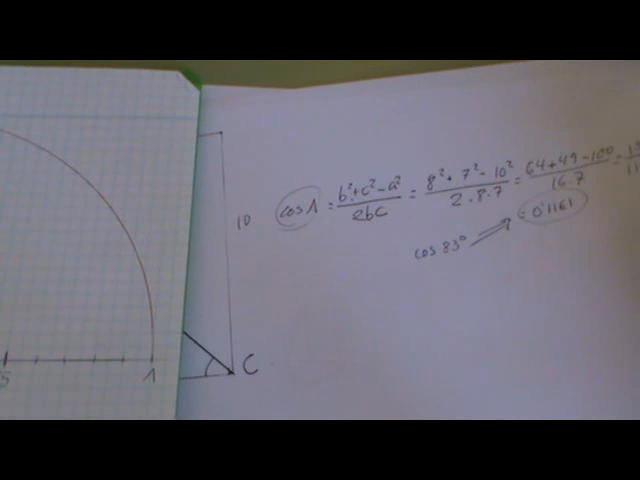 10
cos A = b²+c²-a² / 2bc = 8²+7²-10² / 2.8.7 = 64+49-100 / 16.7 =
= 0'1161
cos 83º
C
1